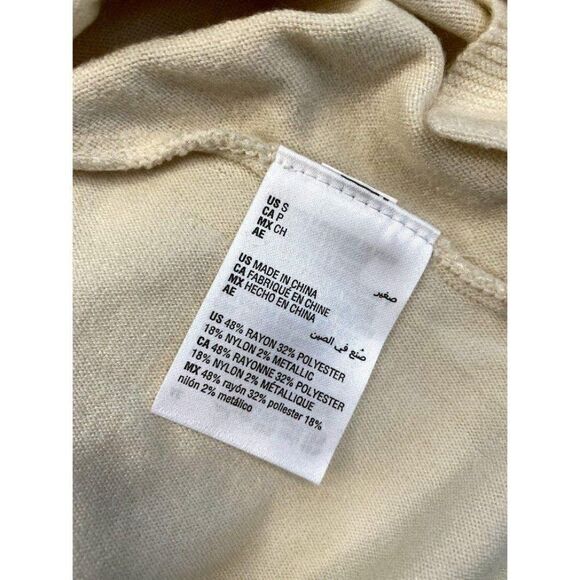 US S
CA P
MX CH
AE صغير
US MADE IN CHINA
CA FABRIQUÉ EN CHINE
MX HECHO EN CHINA
AE صُنع في الصين
US 48% RAYON 32% POLYESTER
18% NYLON 2% METALLIC
CA 48% RAYONNE 32% POLYESTER
18% NYLON 2% MÉTALLIQUE
MX 48% rayón 32% poliester 18%
nilón 2% metálico